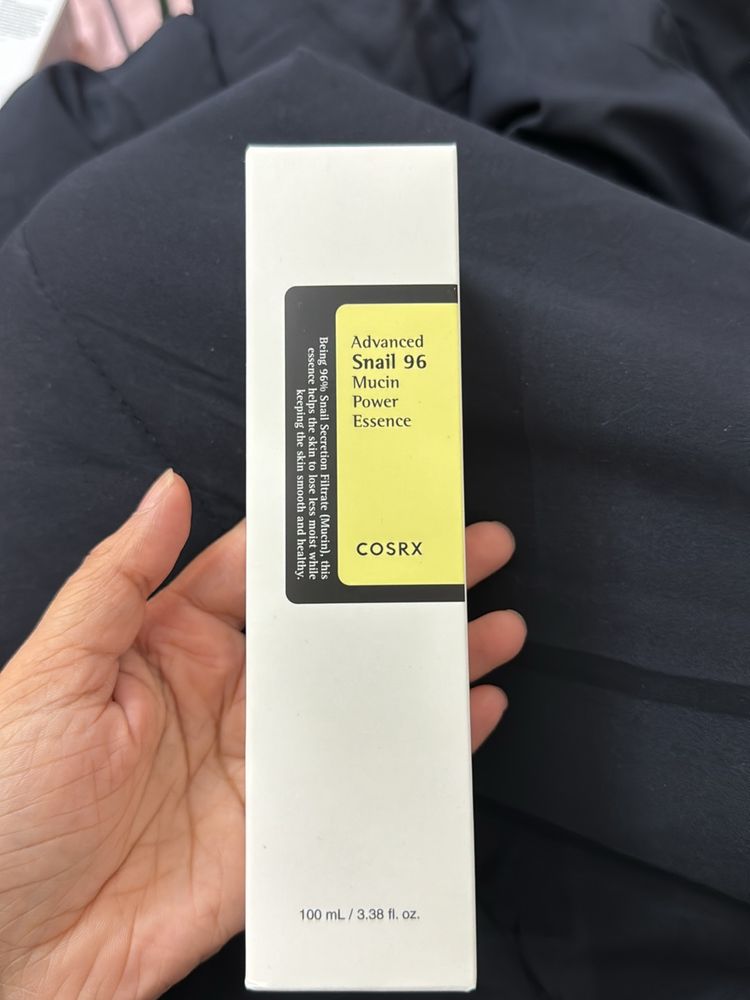 Advanced
Snail 96
Mucin
Power
Essence
COSRX
Being 96% Snail Secretion Filtrate (Mucin), this
essence helps the skin to lose less moist while
keeping the skin smooth and healthy.
100 mL / 3.38 fl. oz.